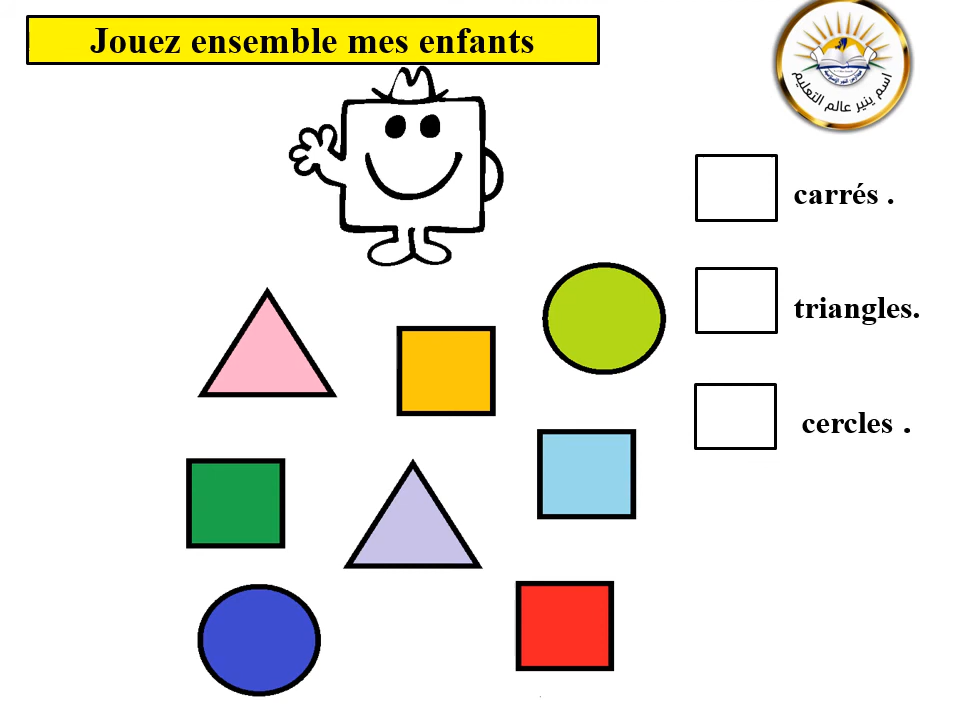 Jouez ensemble mes enfants
اسم ينير عالم التعليم
carrés .
triangles.
cercles .